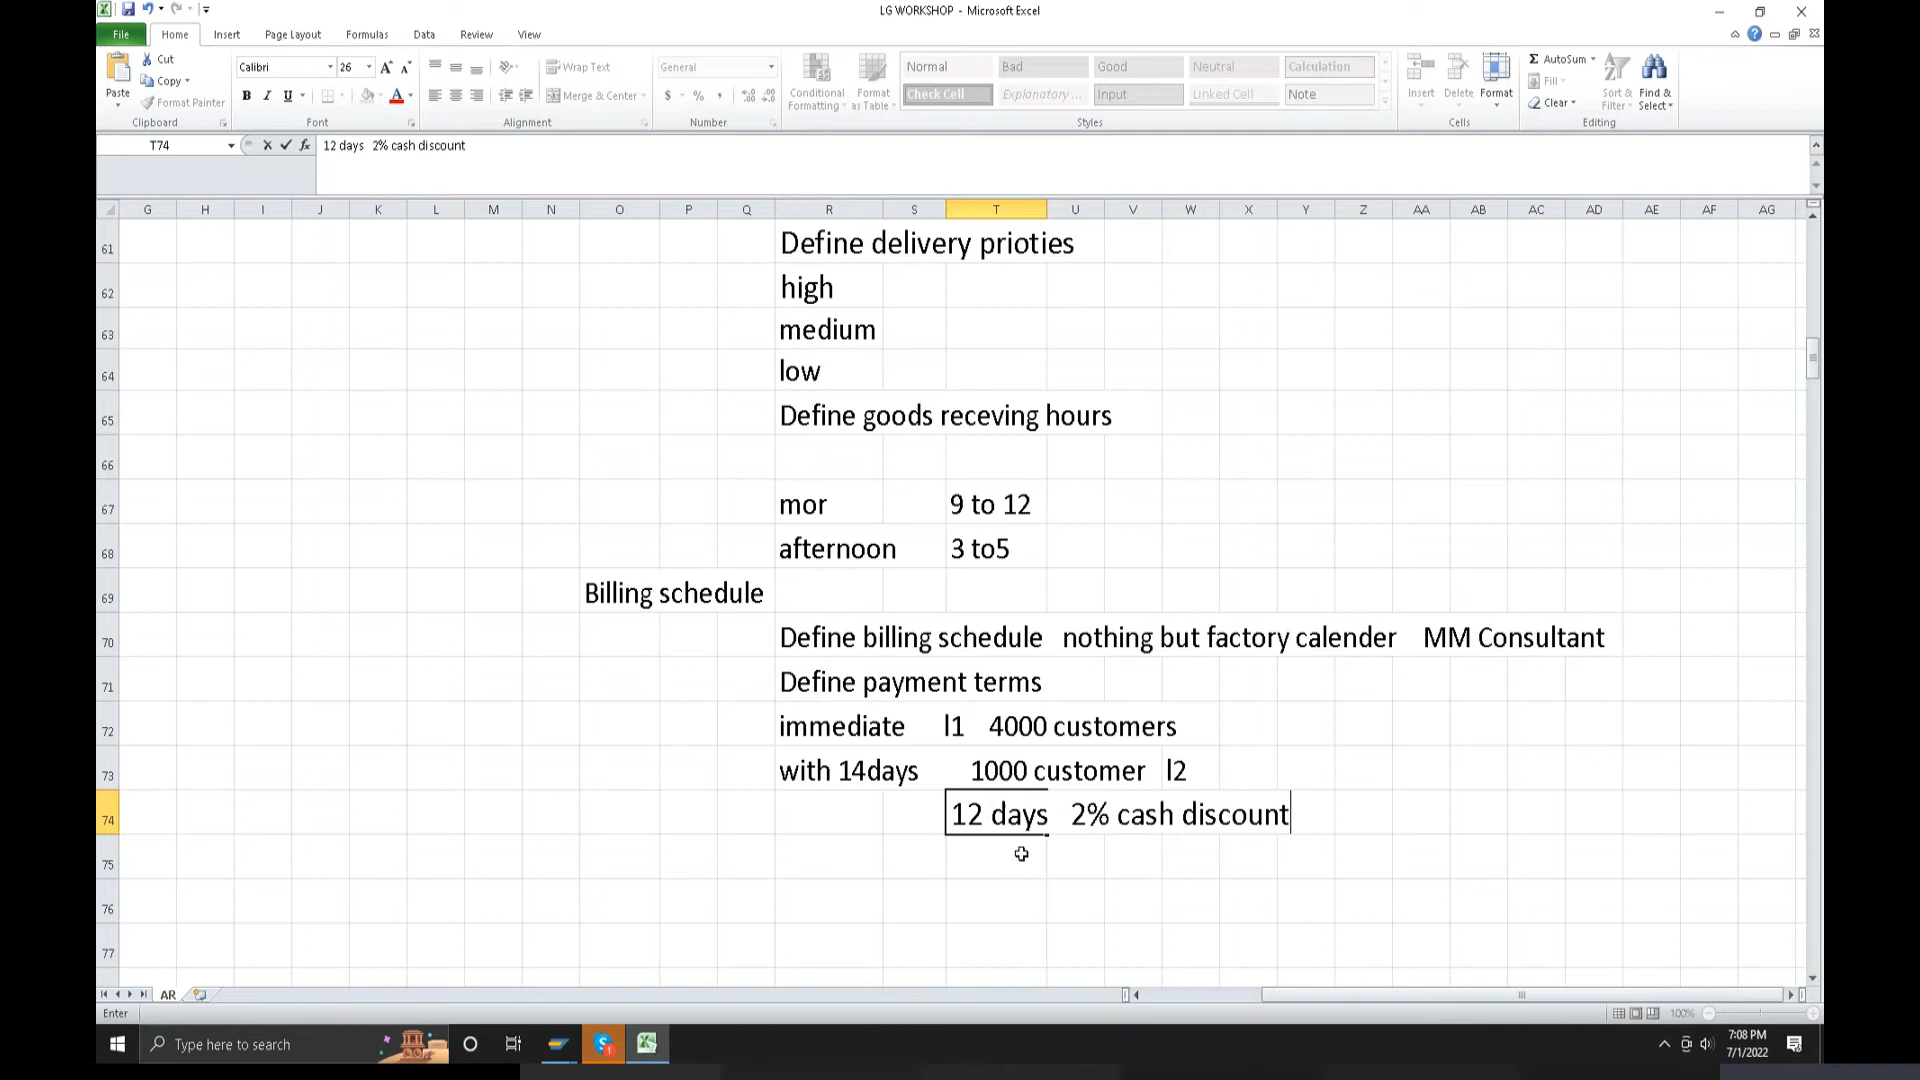 LG WORKSHOP - Microsoft Excel
File Home Insert Page Layout Formulas Data Review View
Paste
Cut
Copy
Format Painter
Clipboard
Calibri 26
B I U
Font
Wrap Text
Merge & Center
Alignment
General
$ % ,
Number
Conditional Formatting
Format as Table
Normal Bad Good Neutral Calculation
Check Cell Explanatory ... Input Linked Cell Note
Styles
Insert Delete Format
Cells
AutoSum
Fill
Clear
Sort & Filter
Find & Select
Editing
T74 fx 12 days 2% cash discount
G H I J K L M N O P Q R S T U V W X Y Z AA AB AC AD AE AF AG
61 Define delivery prioties
62 high
63 medium
64 low
65 Define goods receving hours
66
67 mor 9 to 12
68 afternoon 3 to5
69 Billing schedule
70 Define billing schedule nothing but factory calender MM Consultant
71 Define payment terms
72 immediate l1 4000 customers
73 with 14days 1000 customer l2
74 12 days 2% cash discount
75
76
77
AR
Enter
100%
Type here to search
1
7:08 PM
7/1/2022